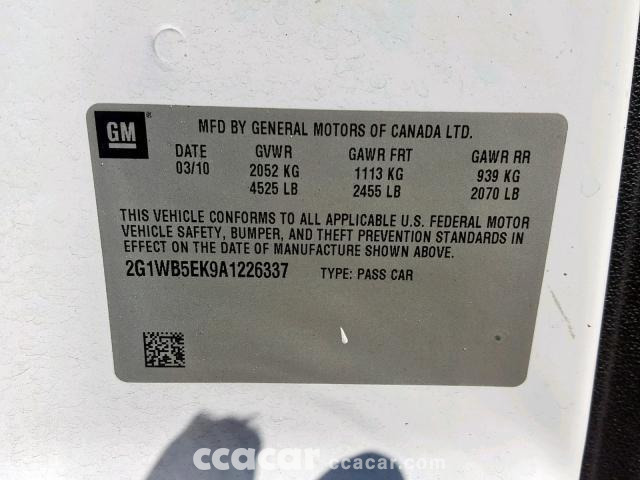 GM®
MFD BY GENERAL MOTORS OF CANADA LTD.
DATE GVWR GAWR FRT GAWR RR
03/10 2052 KG 1113 KG 939 KG
4525 LB 2455 LB 2070 LB
THIS VEHICLE CONFORMS TO ALL APPLICABLE U.S. FEDERAL MOTOR
VEHICLE SAFETY, BUMPER, AND THEFT PREVENTION STANDARDS IN
EFFECT ON THE DATE OF MANUFACTURE SHOWN ABOVE.
2G1WB5EK9A1226337 TYPE: PASS CAR
ccacar ccacar.com